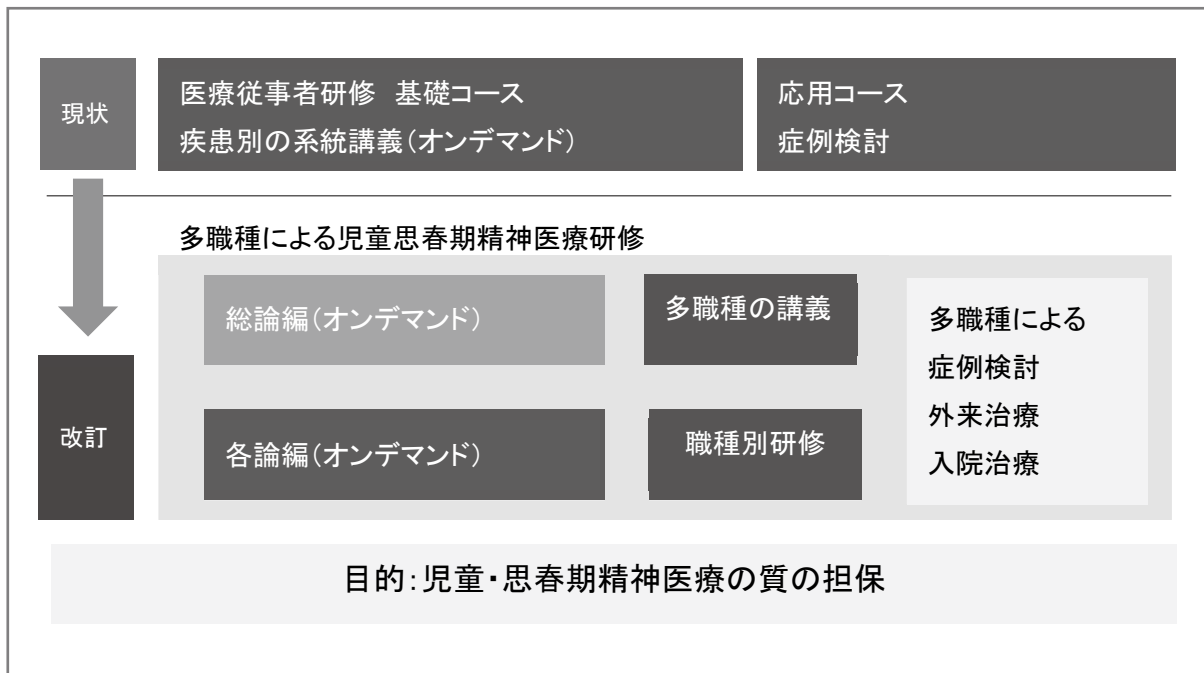 現状
医療従事者研修　基礎コース
疾患別の系統講義（オンデマンド）
応用コース
症例検討
多職種による児童思春期精神医療研修
改訂
総論編（オンデマンド）
多職種の講義
各論編（オンデマンド）
職種別研修
多職種による
症例検討
外来治療
入院治療
目的：児童・思春期精神医療の質の担保